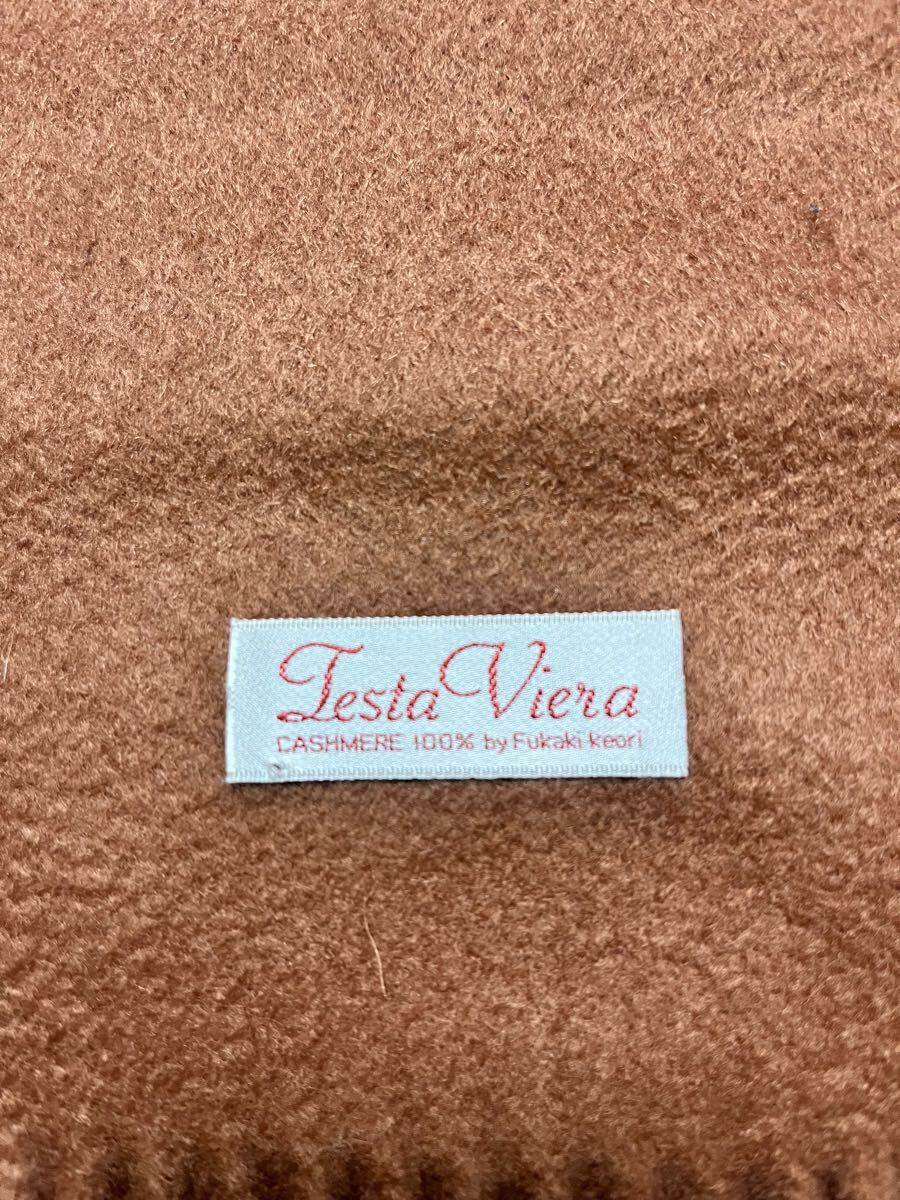 Testa Viera
CASHMERE 100% by Fukaki keori